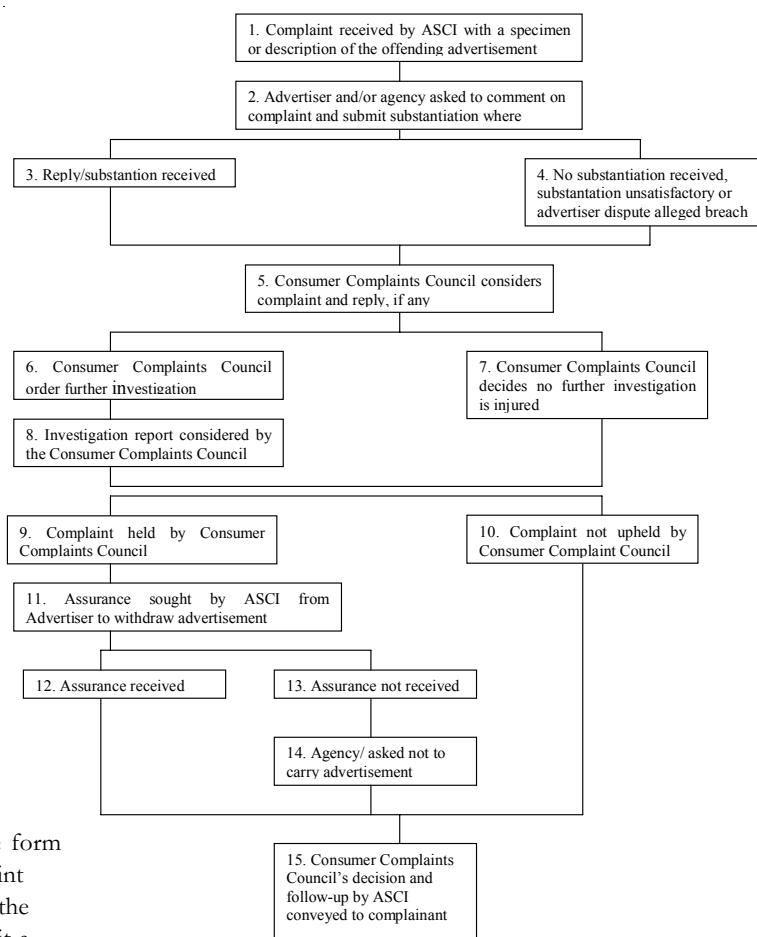 1. Complaint received by ASCI with a specimen
or description of the offending advertisement
2. Advertiser and/or agency asked to comment on
complaint and submit substantiation where
3. Reply/substantion received
4. No substantiation received,
substantation unsatisfactory or
advertiser dispute alleged breach
5. Consumer Complaints Council considers
complaint and reply, if any
6. Consumer Complaints Council
order further investigation
7. Consumer Complaints Council
decides no further investigation
is injured
8. Investigation report considered by
the Consumer Complaints Council
9. Complaint held by Consumer
Complaints Council
10. Complaint not upheld by
Consumer Complaint Council
11. Assurance sought by ASCI from
Advertiser to withdraw advertisement
12. Assurance received
13. Assurance not received
14. Agency/ asked not to
carry advertisement
form
int
the
15. Consumer Complaints
Council's decision and
follow-up by ASCI
conveyed to complainant